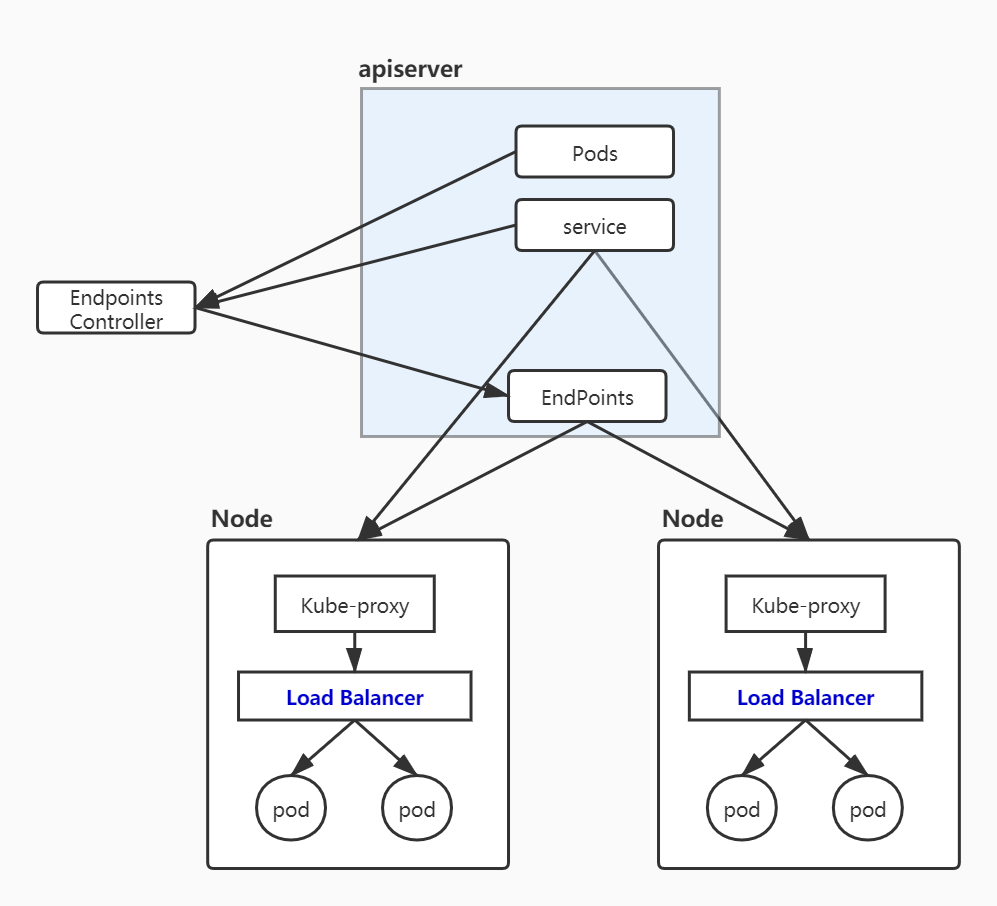 apiserver
Pods
service
Endpoints
Controller
EndPoints
Node
Node
Kube-proxy
Kube-proxy
Load Balancer
Load Balancer
pod
pod
pod
pod